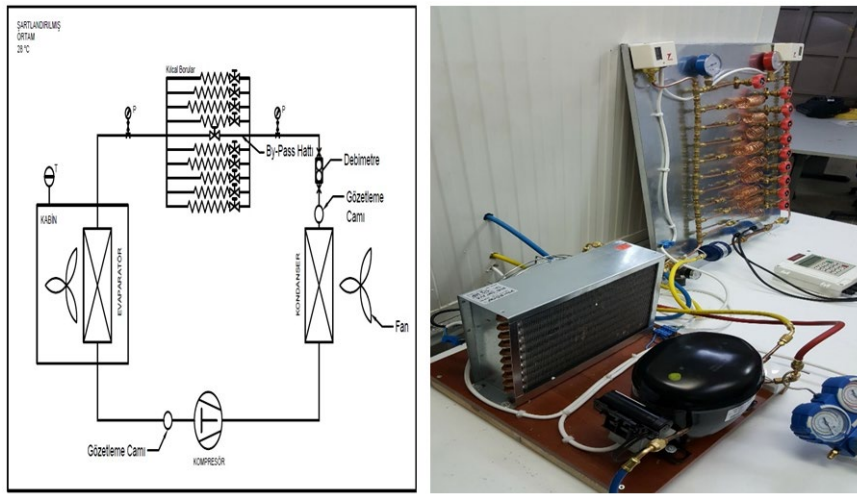 ŞARTLANDIRILMIŞ
ORTAM
28 °C
Kılcal Borular
P
P
By-Pass Hattı
Debimetre
Gözetleme
Camı
T
KABİN
EVAPARATÖR
KONDANSER
Fan
Gözetleme Camı
KOMPRESÖR